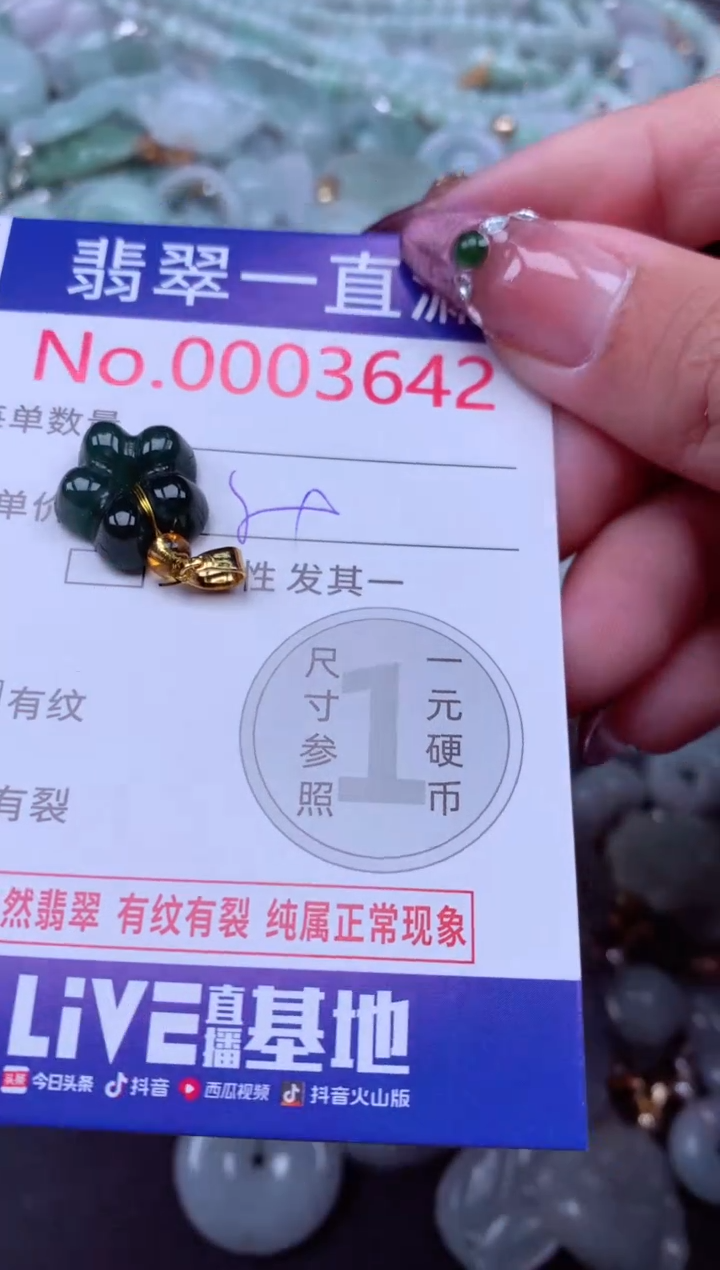 翡翠一直
No.0003642
单数量
单价
性 发其一
有纹
有裂
尺寸参照
一元硬币
1
然翡翠 有纹有裂 纯属正常现象
LiVE直播基地
头条 今日头条 抖音 西瓜视频 抖音火山版